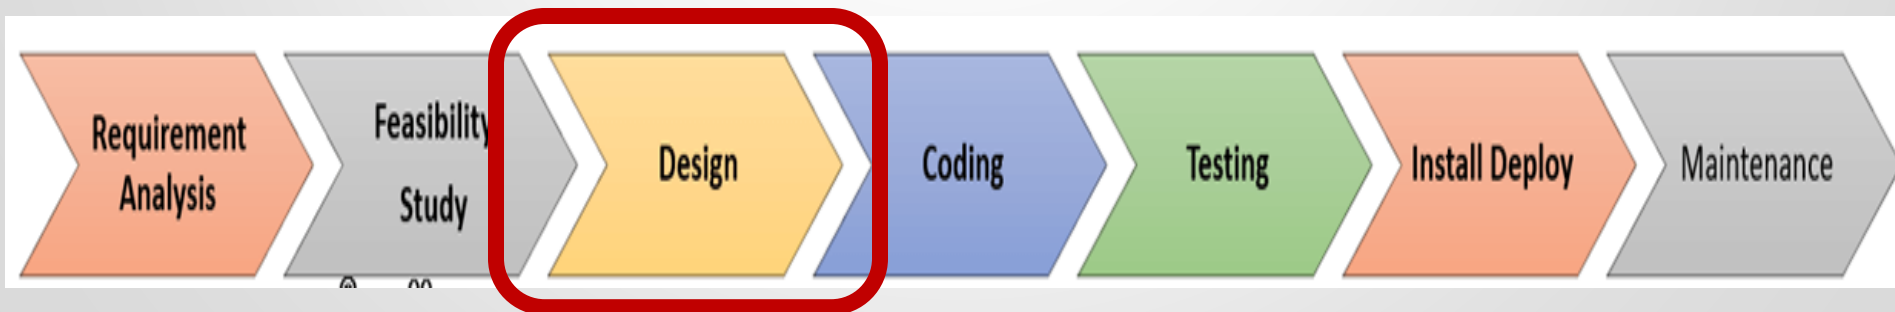 Requirement
Analysis
Feasibility
Study
Design
Coding
Testing
Install Deploy
Maintenance